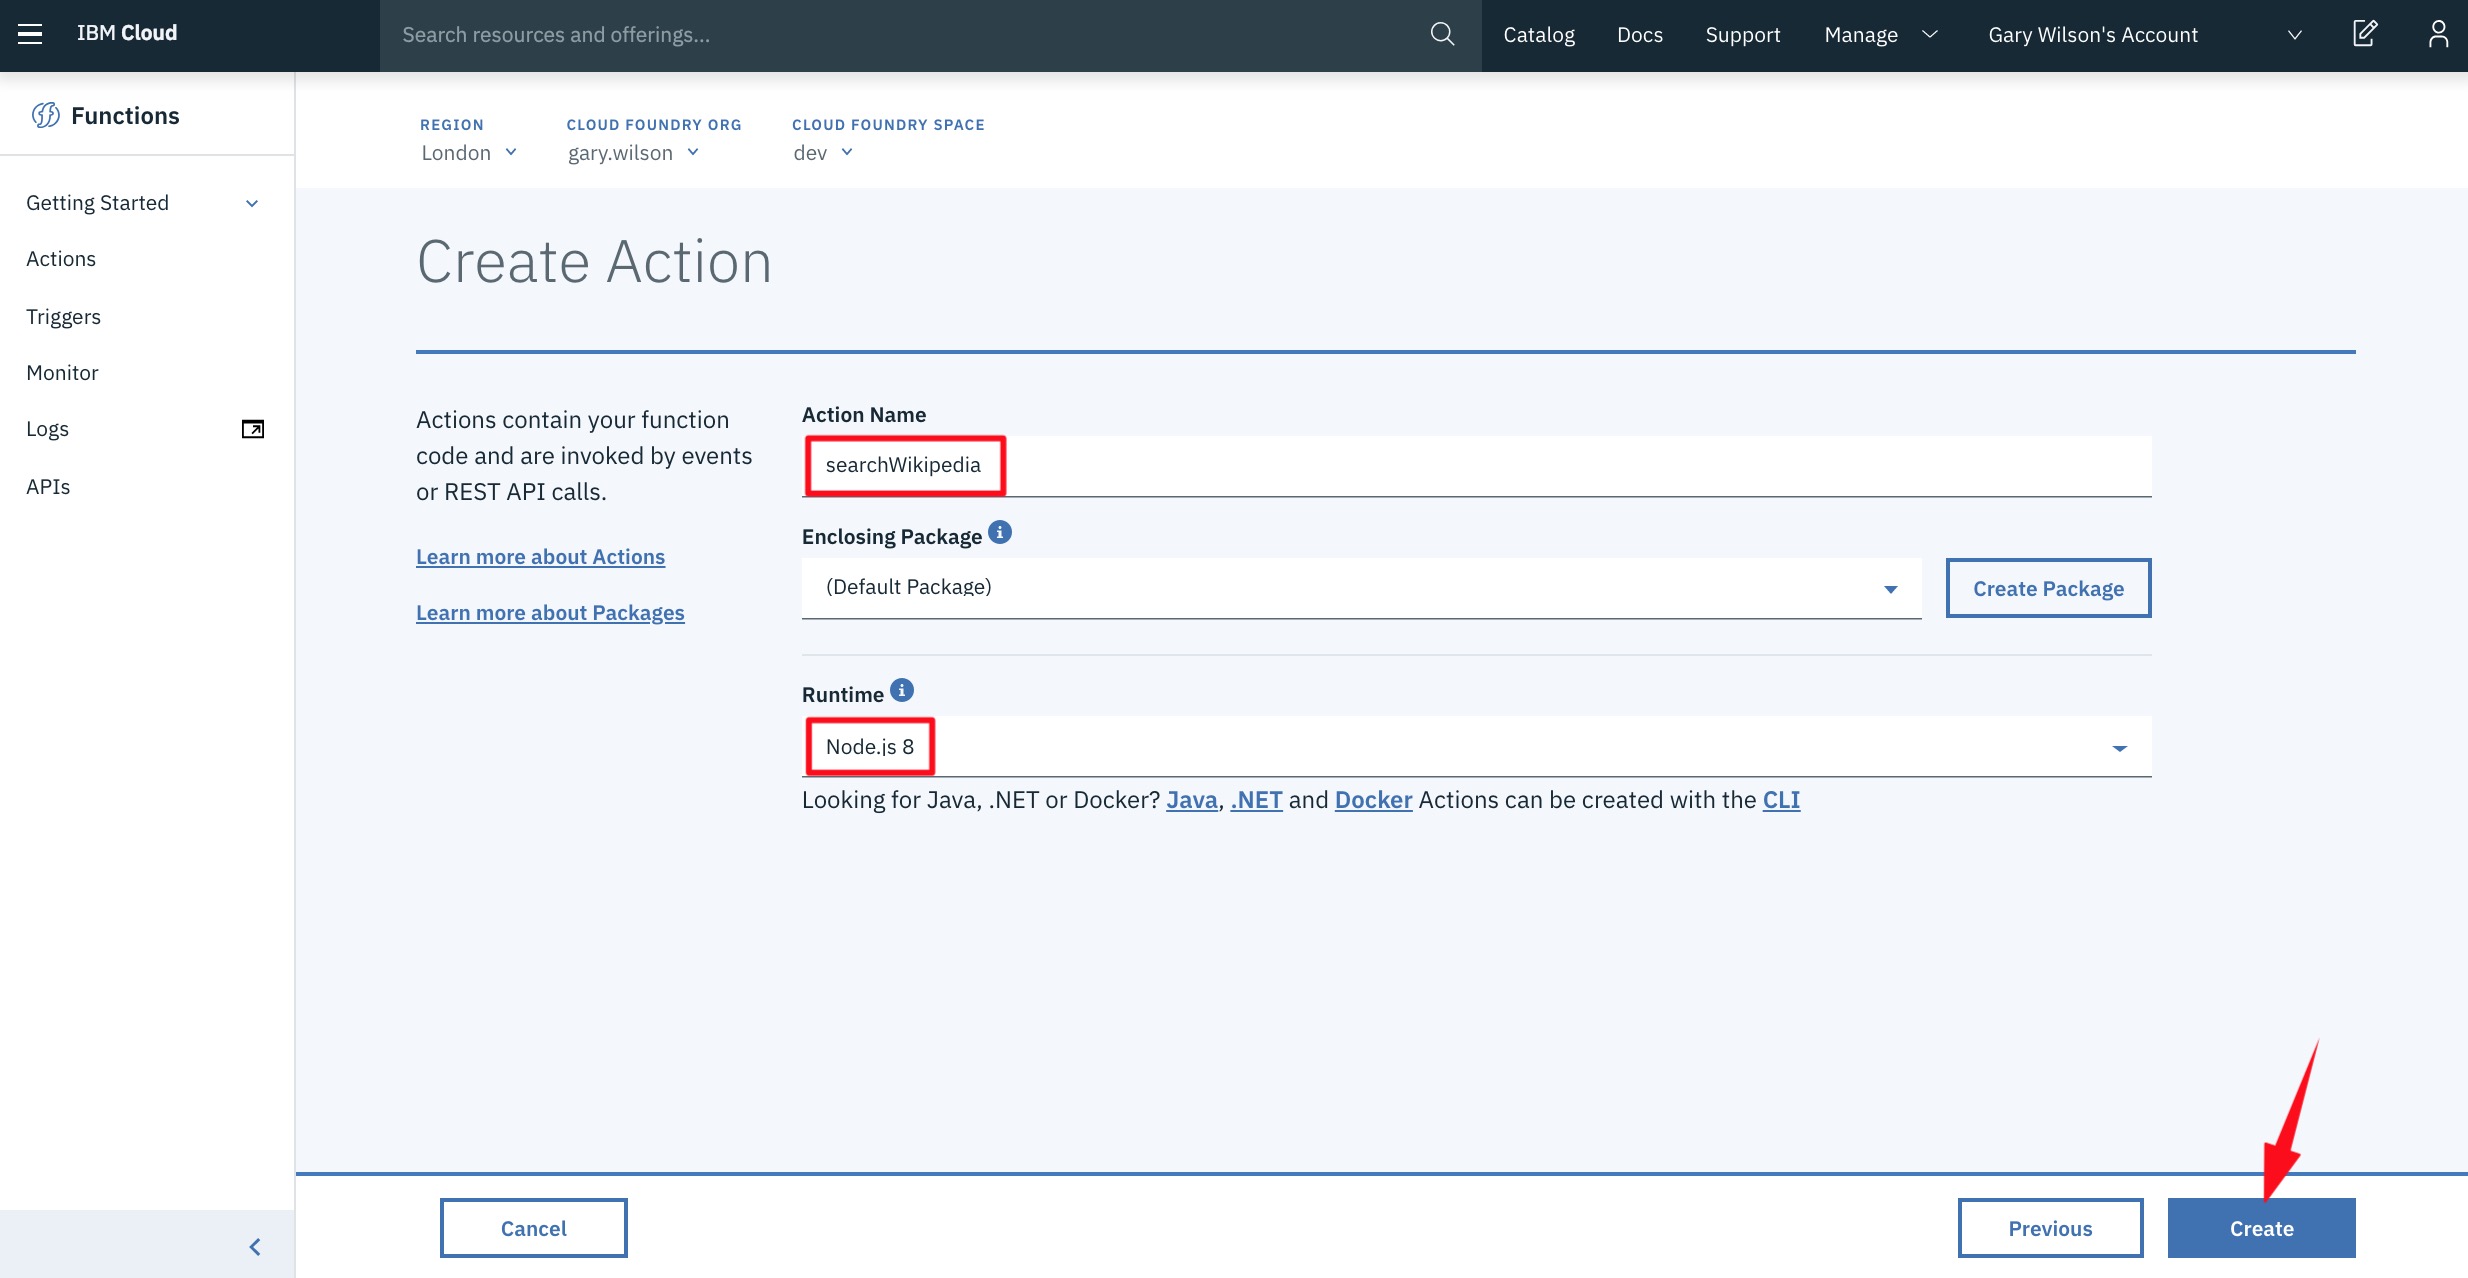 IBM Cloud
Search resources and offerings...
Catalog
Docs
Support
Manage
Gary Wilson's Account
Functions
Getting Started
Actions
Triggers
Monitor
Logs
APIs
REGION
London
CLOUD FOUNDRY ORG
gary.wilson
CLOUD FOUNDRY SPACE
dev
Create Action
Actions contain your function
code and are invoked by events
or REST API calls.
Learn more about Actions
Learn more about Packages
Action Name
searchWikipedia
Enclosing Package
(Default Package)
Create Package
Runtime
Node.js 8
Looking for Java, .NET or Docker? Java, .NET and Docker Actions can be created with the CLI
Cancel
Previous
Create